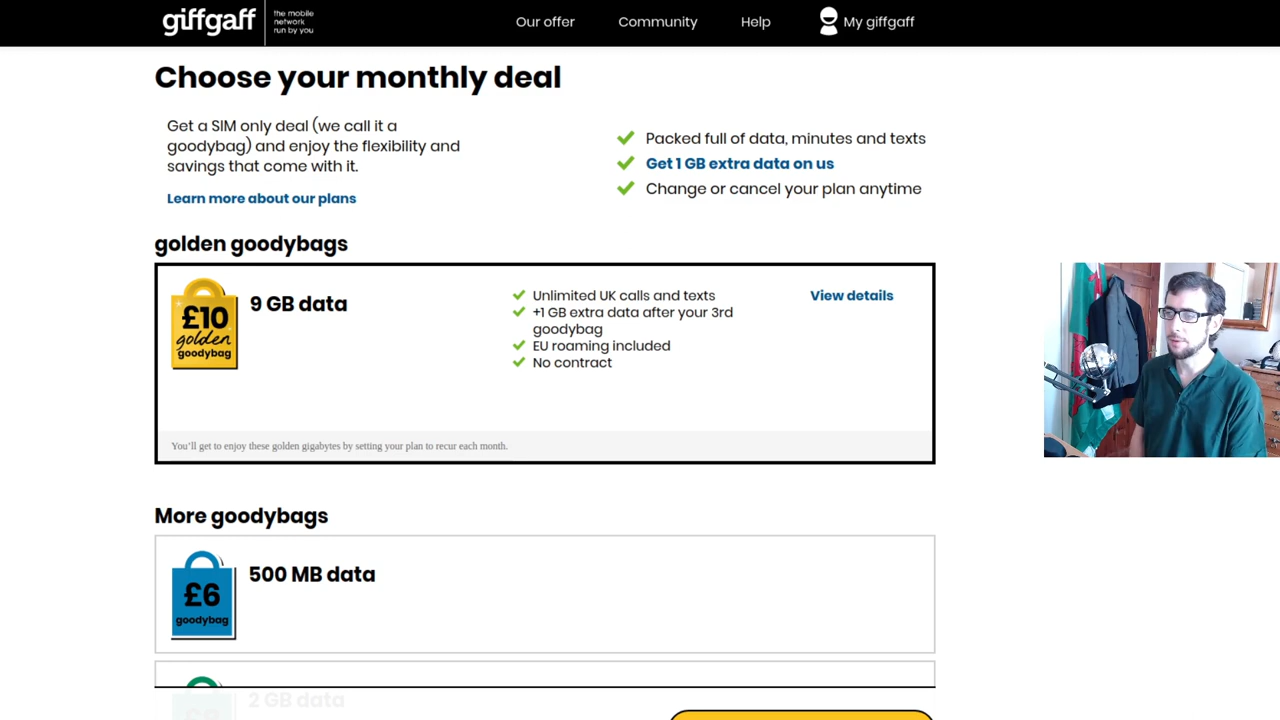 giffgaff
the mobile
network
run by you
Our offer
Community
Help
My giffgaff
Choose your monthly deal
Get a SIM only deal (we call it a
goodybag) and enjoy the flexibility and
savings that come with it.
Learn more about our plans
Packed full of data, minutes and texts
Get 1 GB extra data on us
Change or cancel your plan anytime
golden goodybags
£10
golden
goodybag
9 GB data
Unlimited UK calls and texts
+1 GB extra data after your 3rd
goodybag
EU roaming included
No contract
View details
You'll get to enjoy these golden gigabytes by setting your plan to recur each month.
More goodybags
£6
goodybag
500 MB data
2 GB data